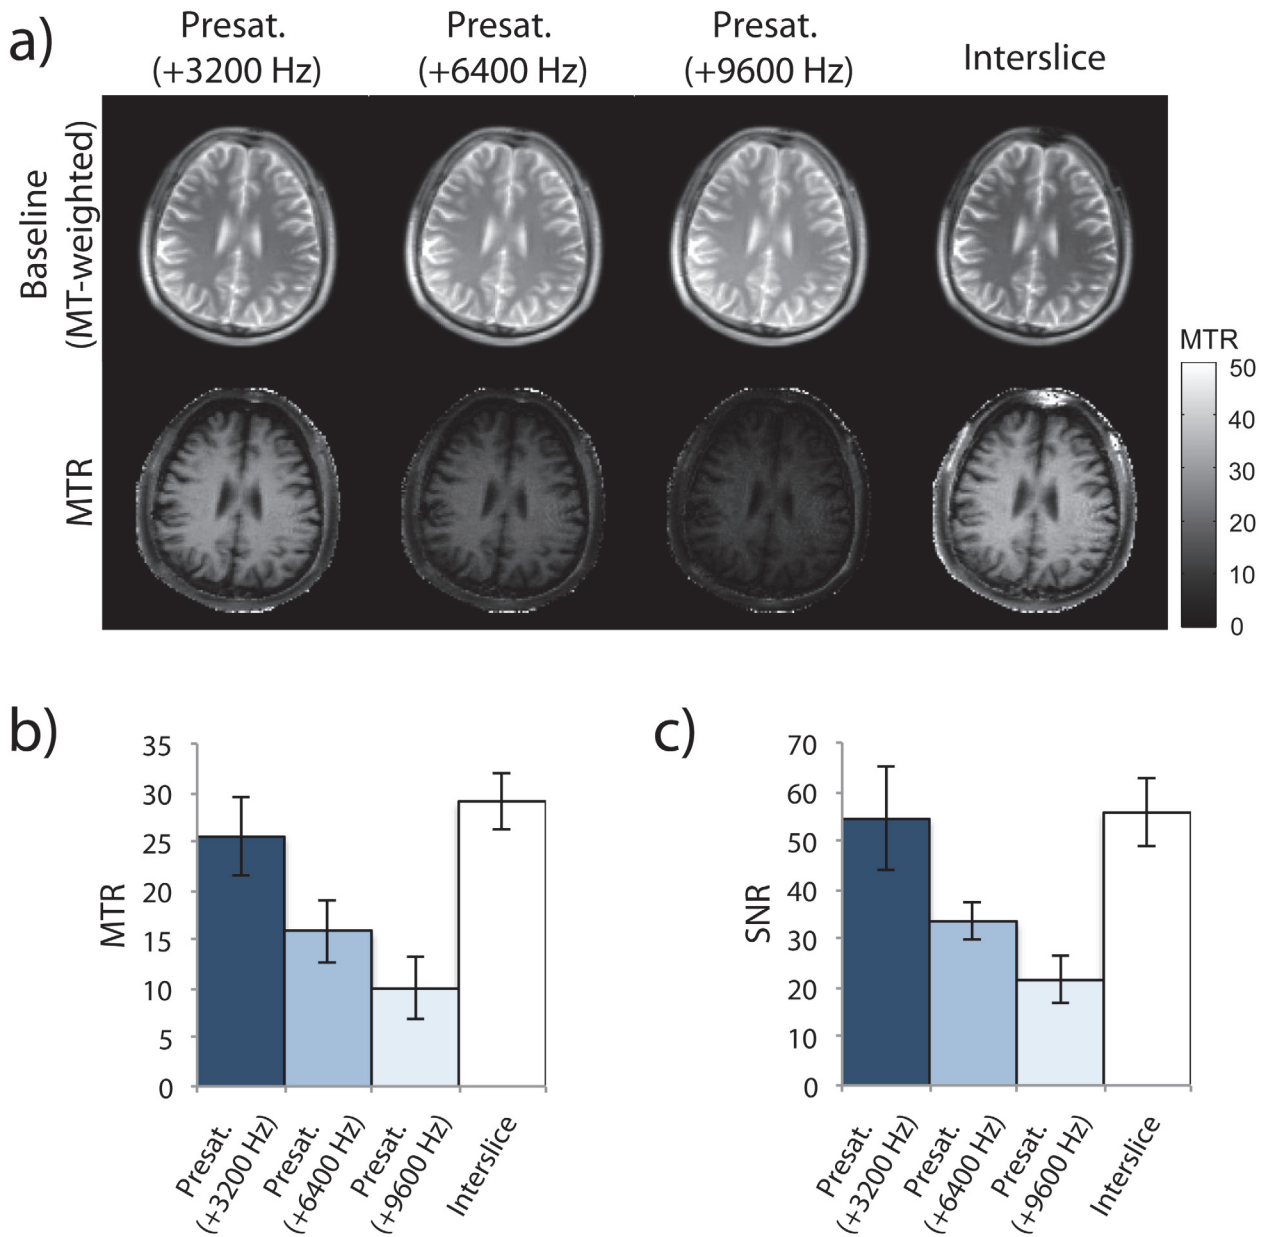 a)
Presat.
(+3200 Hz)
Presat.
(+6400 Hz)
Presat.
(+9600 Hz)
Interslice
Baseline
(MT-weighted)
MTR
MTR
50
40
30
20
10
0
b)
MTR
35
30
25
20
15
10
5
0
Presat.
(+3200 Hz)
Presat.
(+6400 Hz)
Presat.
(+9600 Hz)
Interslice
c)
SNR
70
60
50
40
30
20
10
0
Presat.
(+3200 Hz)
Presat.
(+6400 Hz)
Presat.
(+9600 Hz)
Interslice